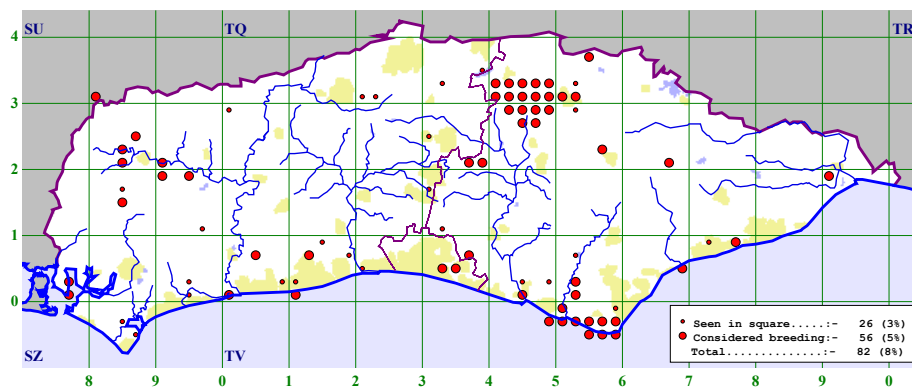 SU TQ TR
4
3
2
1
0
Seen in square.....:- 26 (3%)
Considered breeding:- 56 (5%)
Total..............:- 82 (8%)
SZ TV
8 9 0 1 2 3 4 5 6 7 8 9 0